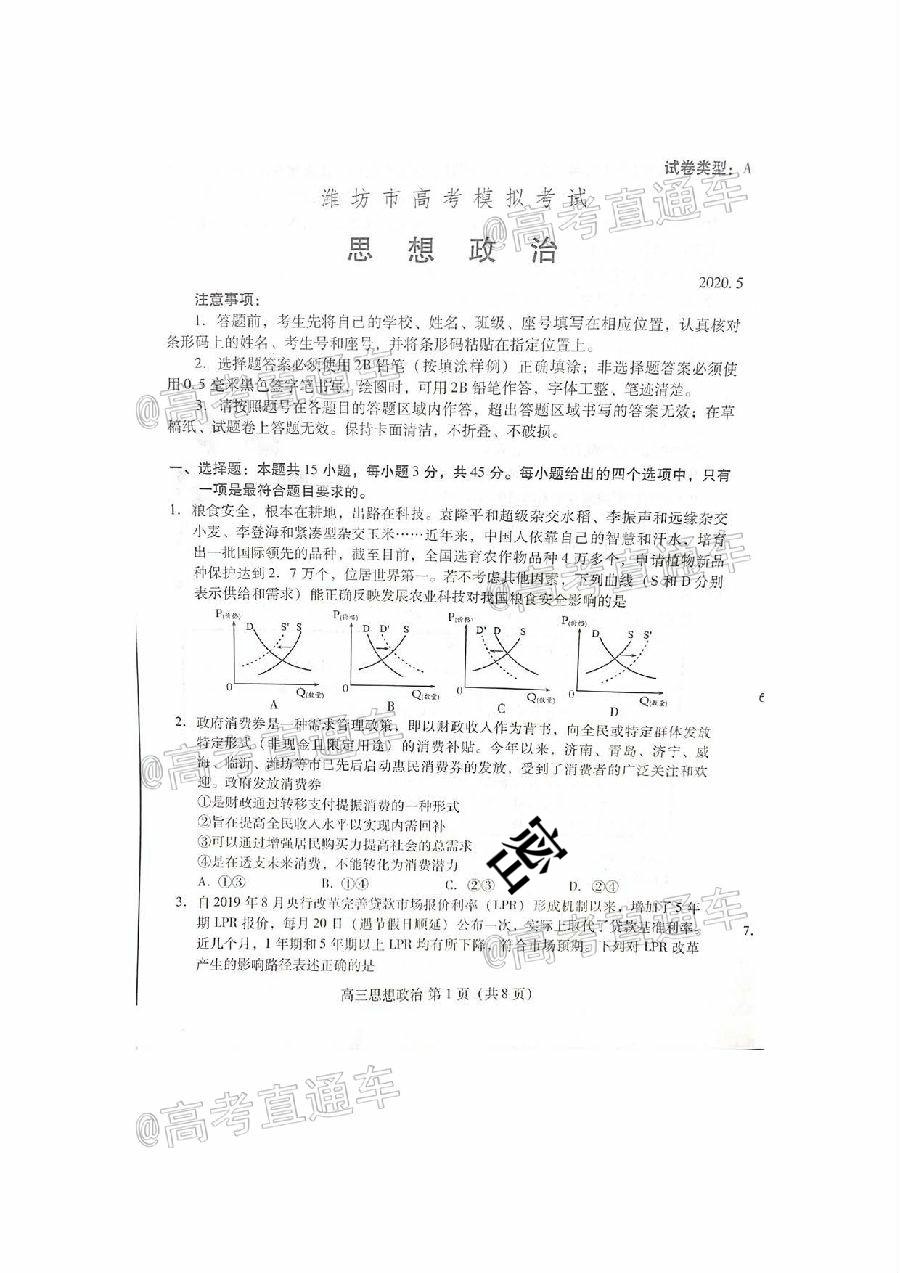 试卷类型：A
潍坊市高考模拟考试
思 想 政 治
2020.5
注意事项：
1．答题前，考生先将自己的学校、姓名、班级、座号填写在相应位置，认真核对
条形码上的姓名、考生号和座号，并将条形码粘贴在指定位置上。
2．选择题答案必须使用2B铅笔（按填涂样例）正确填涂；非选择题答案必须使
用0.5毫米黑色签字笔书写，绘图时，可用2B铅笔作答，字体工整、笔迹清楚。
3．请按照题号在各题目的答题区域内作答，超出答题区域书写的答案无效；在草
稿纸、试题卷上答题无效。保持卡面清洁，不折叠、不破损。
一、选择题：本题共15小题，每小题3分，共45分。每小题给出的四个选项中，只有
一项是最符合题目要求的。
1．粮食安全，根本在耕地，出路在科技。袁隆平和超级杂交水稻、李振声和远缘杂交
小麦、李登海和紧凑型杂交玉米……近年来，中国人依靠自己的智慧和汗水，培育
出一批国际领先的品种，截至目前，全国选育农作物品种4万多个，申请植物新品
种保护达到2．7万个，位居世界第一。若不考虑其他因素，下列曲线（S和D分别
表示供给和需求）能正确反映发展农业科技对我国粮食安全影响的是
P(价格) D S' S 0 Q(数量) A
P(价格) D D' S 0 Q(数量) B
P(价格) D' D S 0 Q(数量) C
P(价格) D S S' 0 Q(数量) D
6
2．政府消费券是一种需求管理政策，即以财政收入作为背书，向全民或特定群体发放
特定形式（非现金且限定用途）的消费补贴。今年以来，济南、青岛、济宁、威
海、临沂、潍坊等市已先后启动惠民消费券的发放，受到了消费者的广泛关注和欢
迎。政府发放消费券
①是财政通过转移支付提振消费的一种形式
②旨在提高全民收入水平以实现内需回补
③可以通过增强居民购买力提高社会的总需求
④是在透支未来消费，不能转化为消费潜力
A．①③ B．①④ C．②③ D．②④
密
3．自2019年8月央行改革完善贷款市场报价利率（LPR）形成机制以来，增加了5年
期LPR报价，每月20日（遇节假日顺延）公布一次，实际上取代了贷款基准利率。
7.
近几个月，1年期和5年期以上LPR均有所下降，符合市场预期。下列对LPR改革
产生的影响路径表述正确的是
高三思想政治 第1页（共8页）
@高考直通车
@高考直通车
@高考直通车
@高考直通车
@高考直通车
@高考直通车